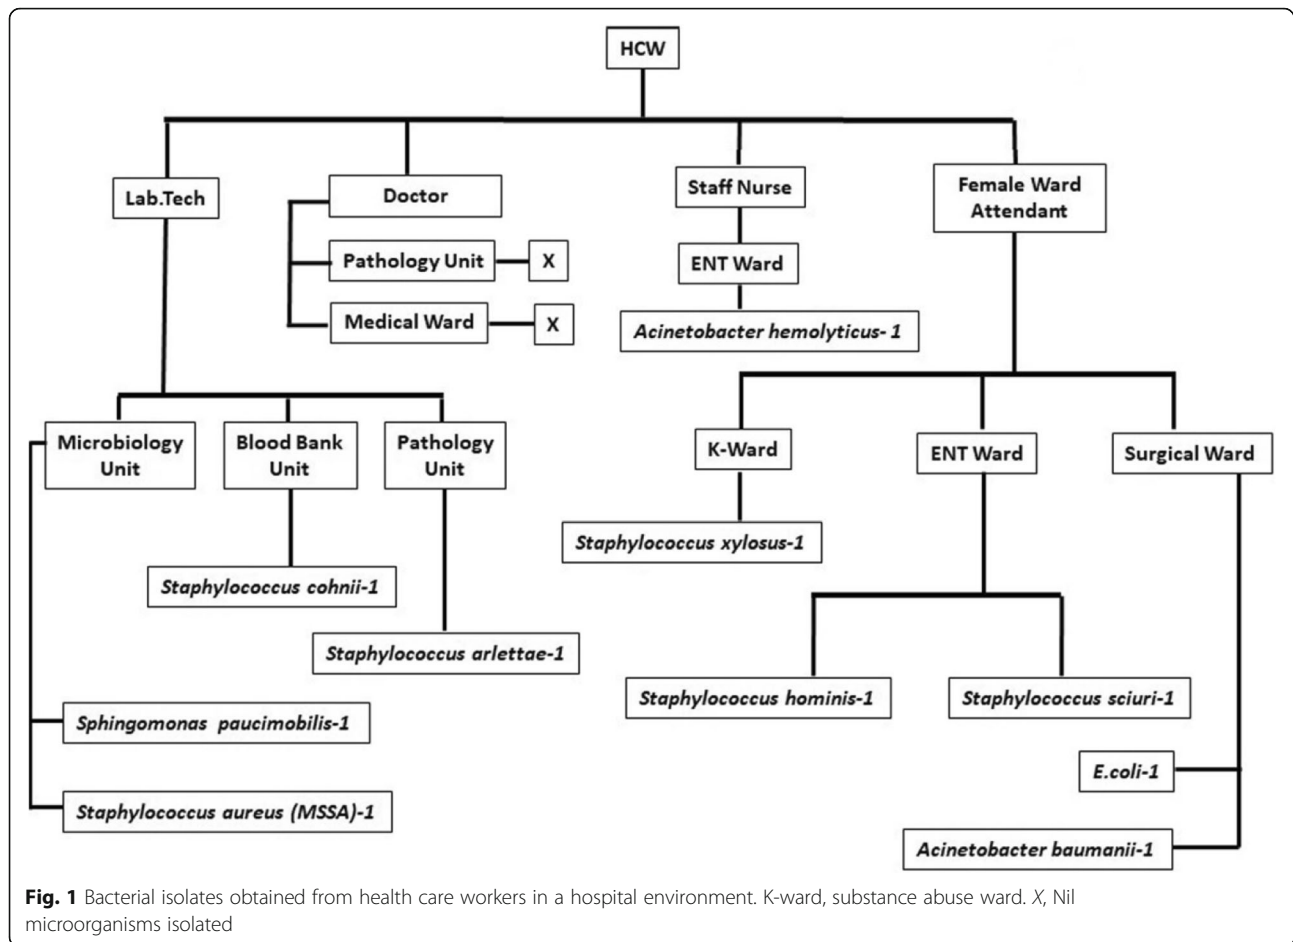 HCW
Lab.Tech
Doctor
Staff Nurse
Female Ward
Attendant
Pathology Unit
X
ENT Ward
Medical Ward
X
Acinetobacter hemolyticus- 1
Microbiology
Unit
Blood Bank
Unit
Pathology
Unit
K-Ward
ENT Ward
Surgical Ward
Staphylococcus xylosus-1
Staphylococcus cohnii-1
Staphylococcus arlettae-1
Staphylococcus hominis-1
Staphylococcus sciuri-1
Sphingomonas paucimobilis-1
E.coli-1
Staphylococcus aureus (MSSA)-1
Acinetobacter baumanii-1
Fig. 1 Bacterial isolates obtained from health care workers in a hospital environment. K-ward, substance abuse ward. X, Nil
microorganisms isolated